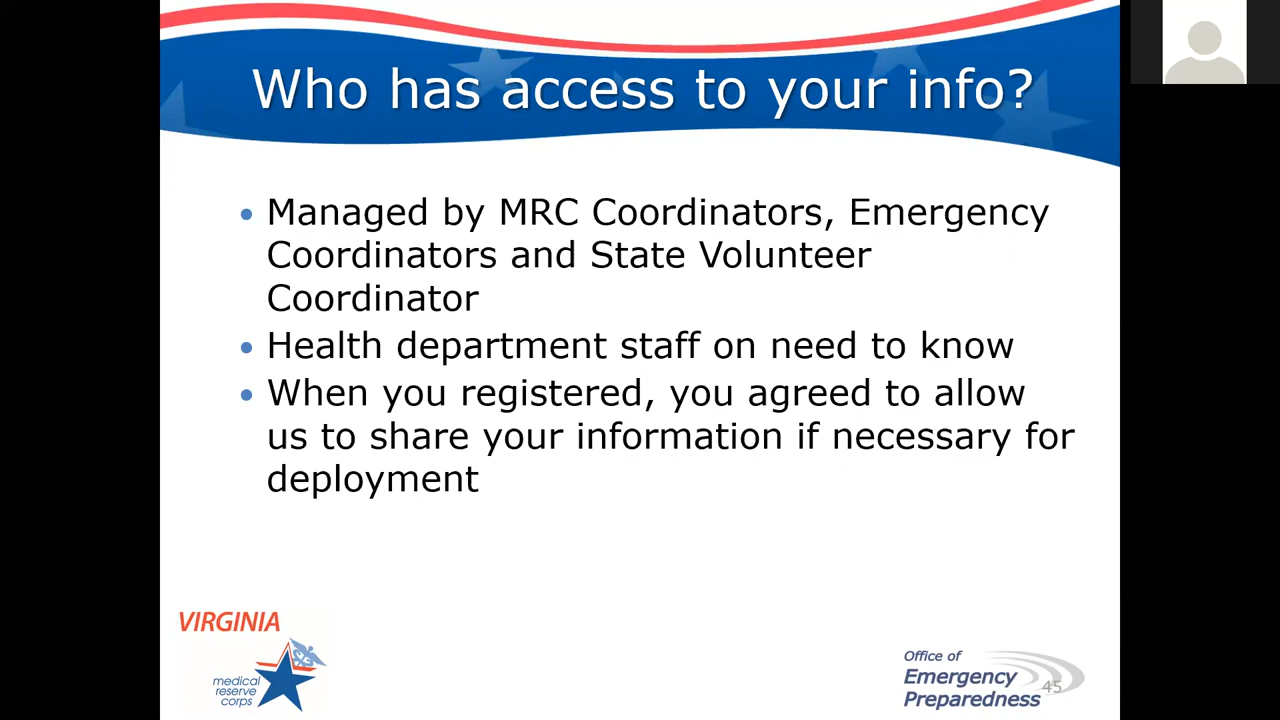 Who has access to your info?
• Managed by MRC Coordinators, Emergency
Coordinators and State Volunteer
Coordinator
• Health department staff on need to know
• When you registered, you agreed to allow
us to share your information if necessary for
deployment
VIRGINIA
medical
reserve
corps
Office of
Emergency
Preparedness
45